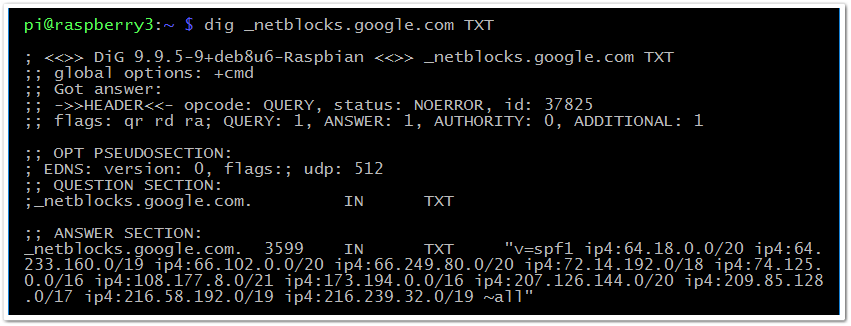 pi@raspberry3:~ $ dig _netblocks.google.com TXT
; <<>> DiG 9.9.5-9+deb8u6-Raspbian <<>> _netblocks.google.com TXT
;; global options: +cmd
;; Got answer:
;; ->>HEADER<<- opcode: QUERY, status: NOERROR, id: 37825
;; flags: qr rd ra; QUERY: 1, ANSWER: 1, AUTHORITY: 0, ADDITIONAL: 1
;; OPT PSEUDOSECTION:
; EDNS: version: 0, flags:; udp: 512
;; QUESTION SECTION:
;_netblocks.google.com. IN TXT
;; ANSWER SECTION:
_netblocks.google.com. 3599 IN TXT "v=spf1 ip4:64.18.0.0/20 ip4:64.
233.160.0/19 ip4:66.102.0.0/20 ip4:66.249.80.0/20 ip4:72.14.192.0/18 ip4:74.125.
0.0/16 ip4:108.177.8.0/21 ip4:173.194.0.0/16 ip4:207.126.144.0/20 ip4:209.85.128
.0/17 ip4:216.58.192.0/19 ip4:216.239.32.0/19 ~all"